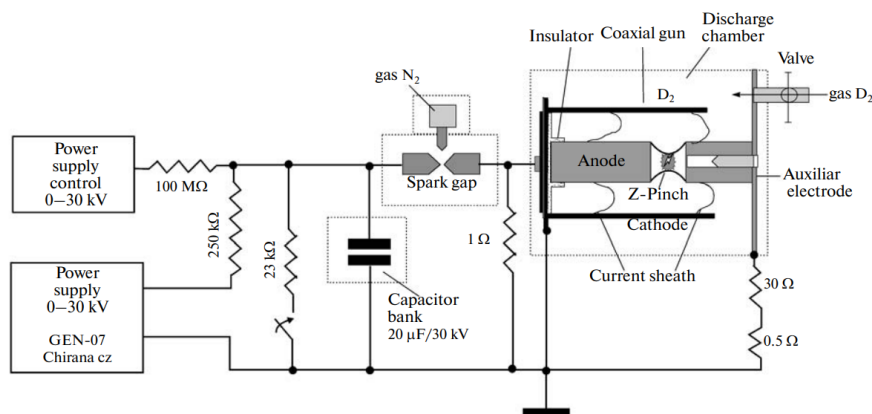 Power
supply
control
0–30 kV
100 MΩ
250 kΩ
Power
supply
0–30 kV
GEN-07
Chirana cz
23 kΩ
Capacitor
bank
20 μF/30 kV
gas N2
Spark gap
1 Ω
Insulator
Coaxial gun
Discharge
chamber
Valve
D2
gas D2
Anode
Z-Pinch
Auxiliar
electrode
Cathode
Current sheath
30 Ω
0.5 Ω